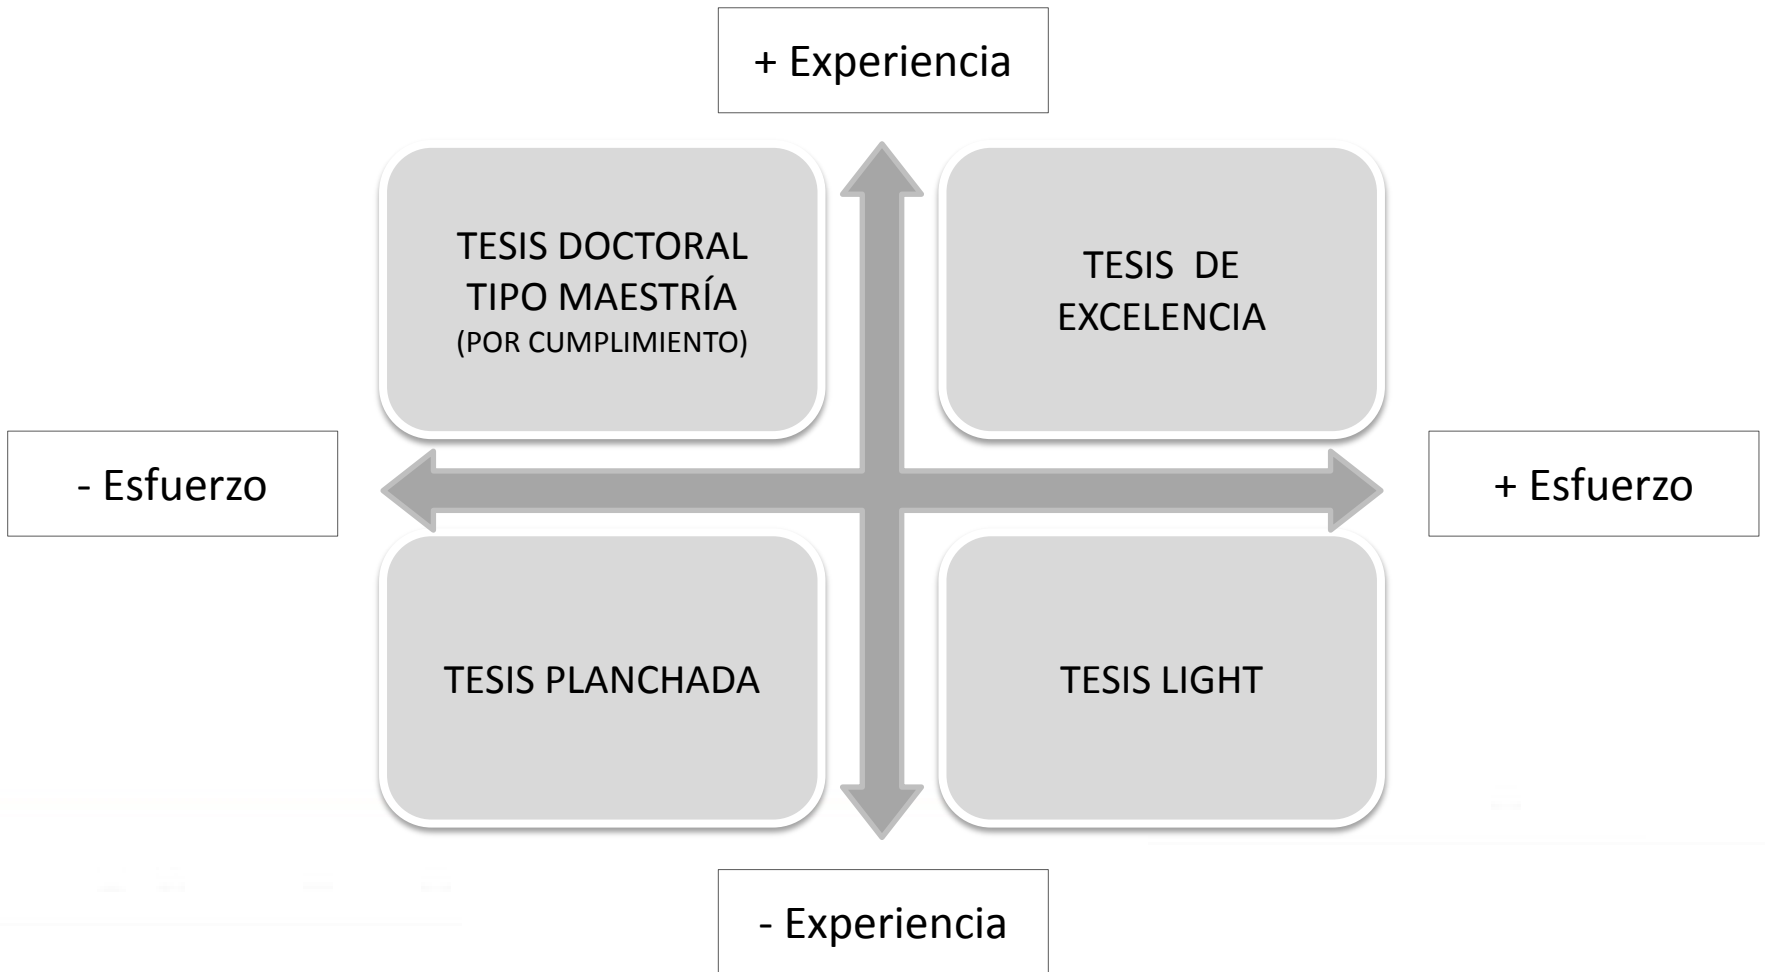 + Experiencia
TESIS DOCTORAL
TIPO MAESTRÍA
(POR CUMPLIMIENTO)
TESIS DE
EXCELENCIA
- Esfuerzo
+ Esfuerzo
TESIS PLANCHADA
TESIS LIGHT
- Experiencia